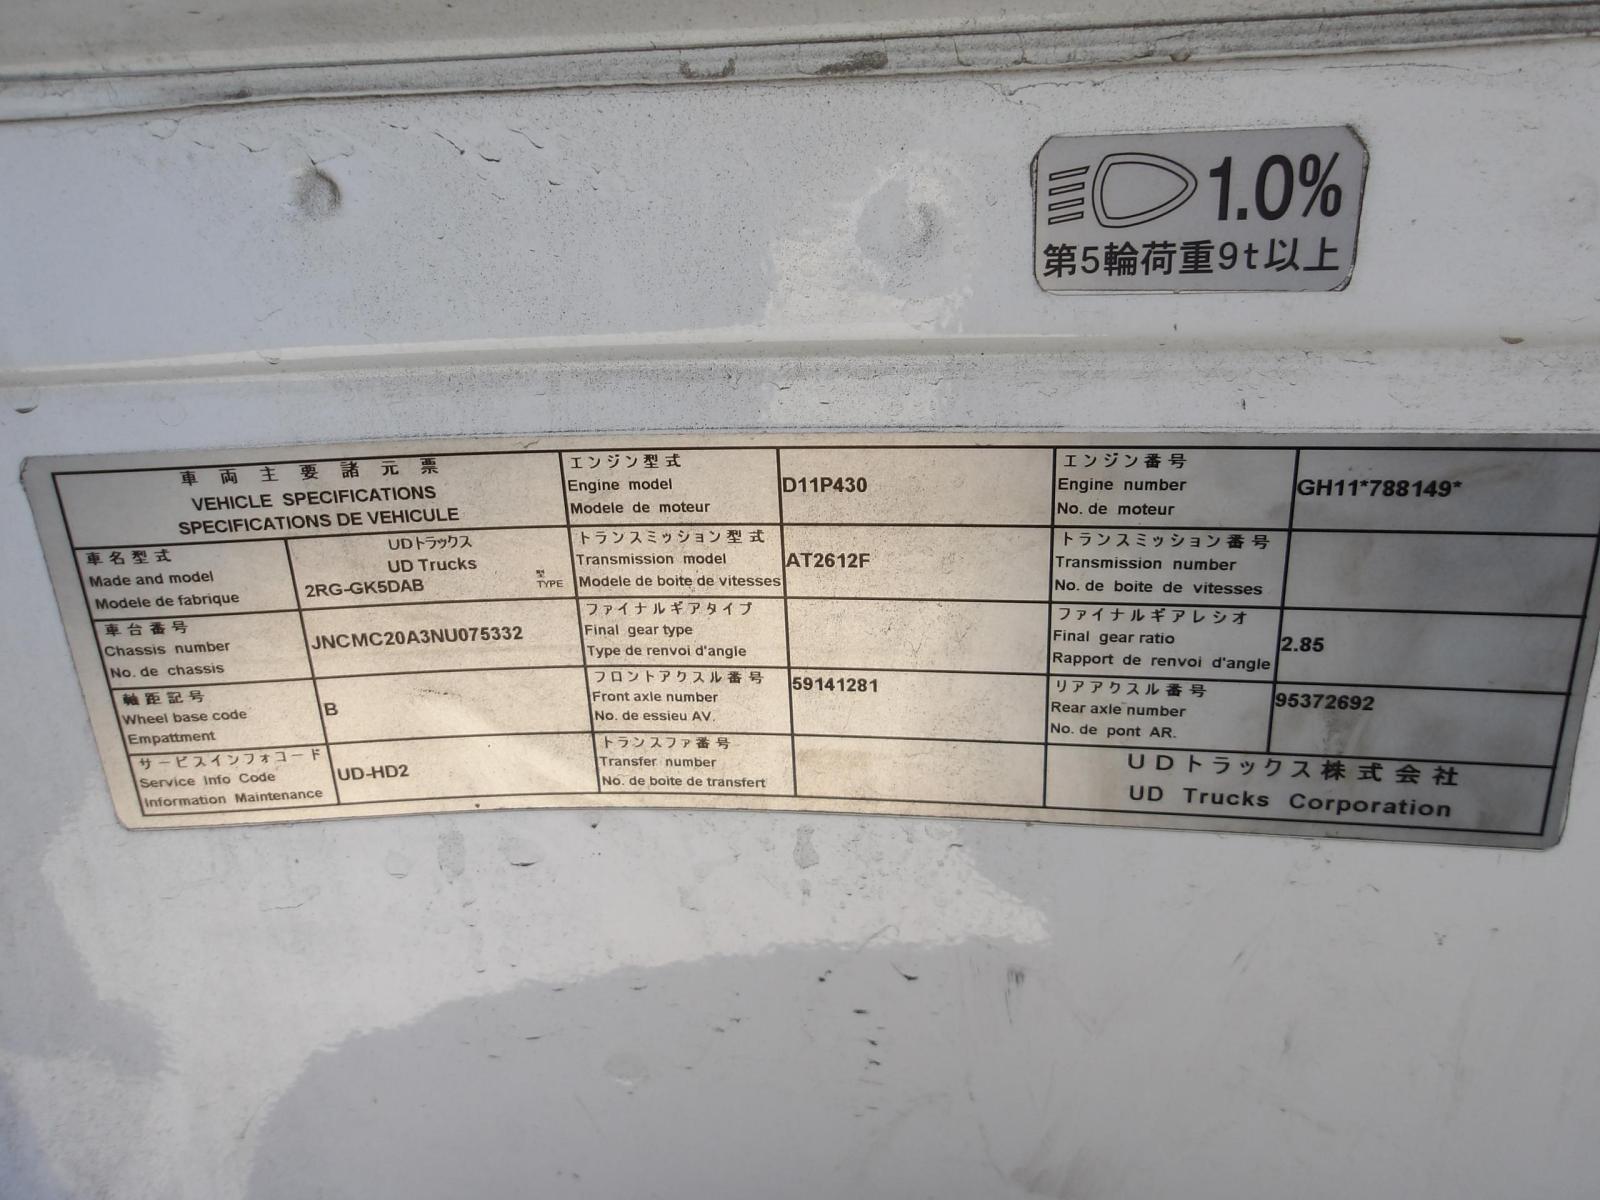 1.0%
第5輪荷重9t以上
車両主要諸元票
VEHICLE SPECIFICATIONS
SPECIFICATIONS DE VEHICULE
車名型式
Made and model
Modele de fabrique
UDトラックス
UD Trucks
2RG-GK5DAB
型
TYPE
車台番号
Chassis number
No. de chassis
JNCMC20A3NU075332
軸距記号
Wheel base code
Empattment
B
サービスインフォコード
Service Info Code
Information Maintenance
UD-HD2
エンジン型式
Engine model
Modele de moteur
D11P430
トランスミッション型式
Transmission model
Modele de boite de vitesses
AT2612F
ファイナルギアタイプ
Final gear type
Type de renvoi d'angle
フロントアクスル番号
Front axle number
No. de essieu AV.
59141281
トランスファ番号
Transfer number
No. de boite de transfert
エンジン番号
Engine number
No. de moteur
GH11*788149*
トランスミッション番号
Transmission number
No. de boite de vitesses
ファイナルギアレシオ
Final gear ratio
Rapport de renvoi d'angle
2.85
リアアクスル番号
Rear axle number
No. de pont AR.
95372692
UDトラックス株式会社
UD Trucks Corporation